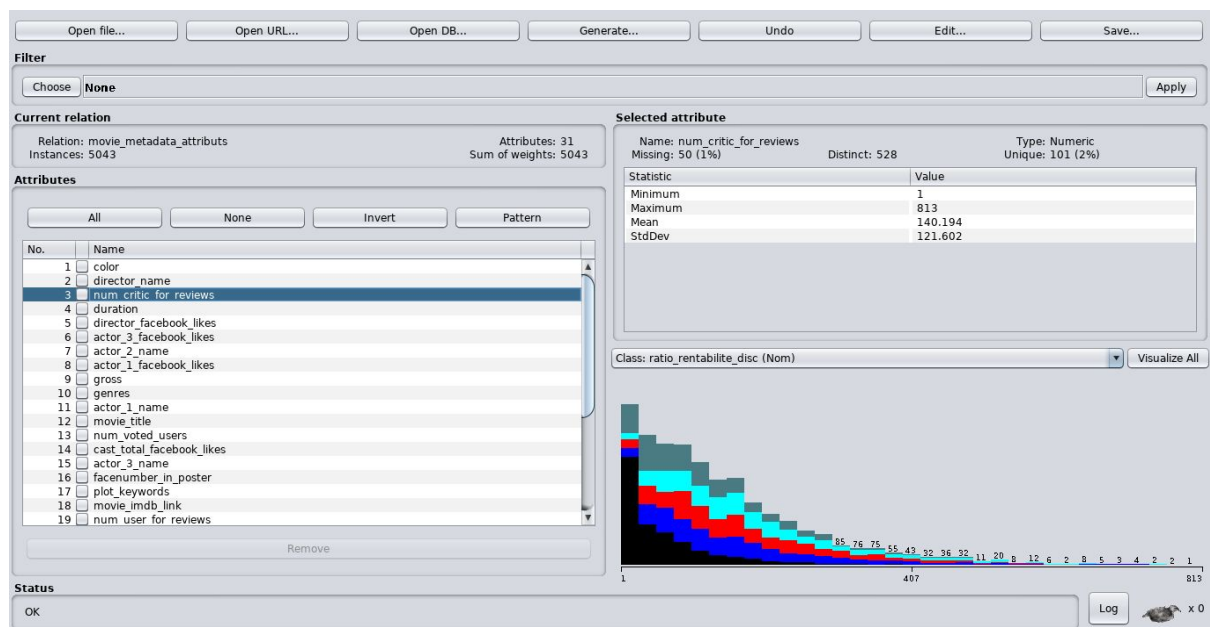 Open file... Open URL... Open DB... Generate... Undo Edit... Save...
Filter
Choose None Apply
Current relation
Relation: movie_metadata_attributs Attributes: 31
Instances: 5043 Sum of weights: 5043
Attributes
All None Invert Pattern
No. Name
1 color
2 director_name
3 num_critic_for_reviews
4 duration
5 director_facebook_likes
6 actor_3_facebook_likes
7 actor_2_name
8 actor_1_facebook_likes
9 gross
10 genres
11 actor_1_name
12 movie_title
13 num_voted_users
14 cast_total_facebook_likes
15 actor_3_name
16 facenumber_in_poster
17 plot_keywords
18 movie_imdb_link
19 num_user_for_reviews
Remove
Selected attribute
Name: num_critic_for_reviews Type: Numeric
Missing: 50 (1%) Distinct: 528 Unique: 101 (2%)
Statistic Value
Minimum 1
Maximum 813
Mean 140.194
StdDev 121.602
Class: ratio_rentabilite_disc (Nom) Visualize All
85 76 75 55 43 32 36 32 11 20 8 12 6 2 8 5 3 4 2 2 1
1 407 813
Status
OK
Log x 0